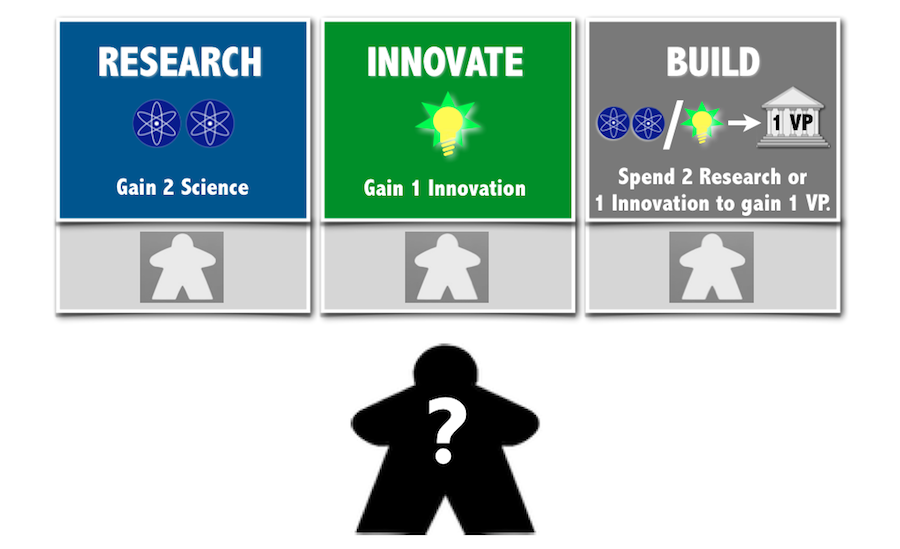 RESEARCH
Gain 2 Science
INNOVATE
Gain 1 Innovation
BUILD
/
1 VP
Spend 2 Research or
1 Innovation to gain 1 VP.
?